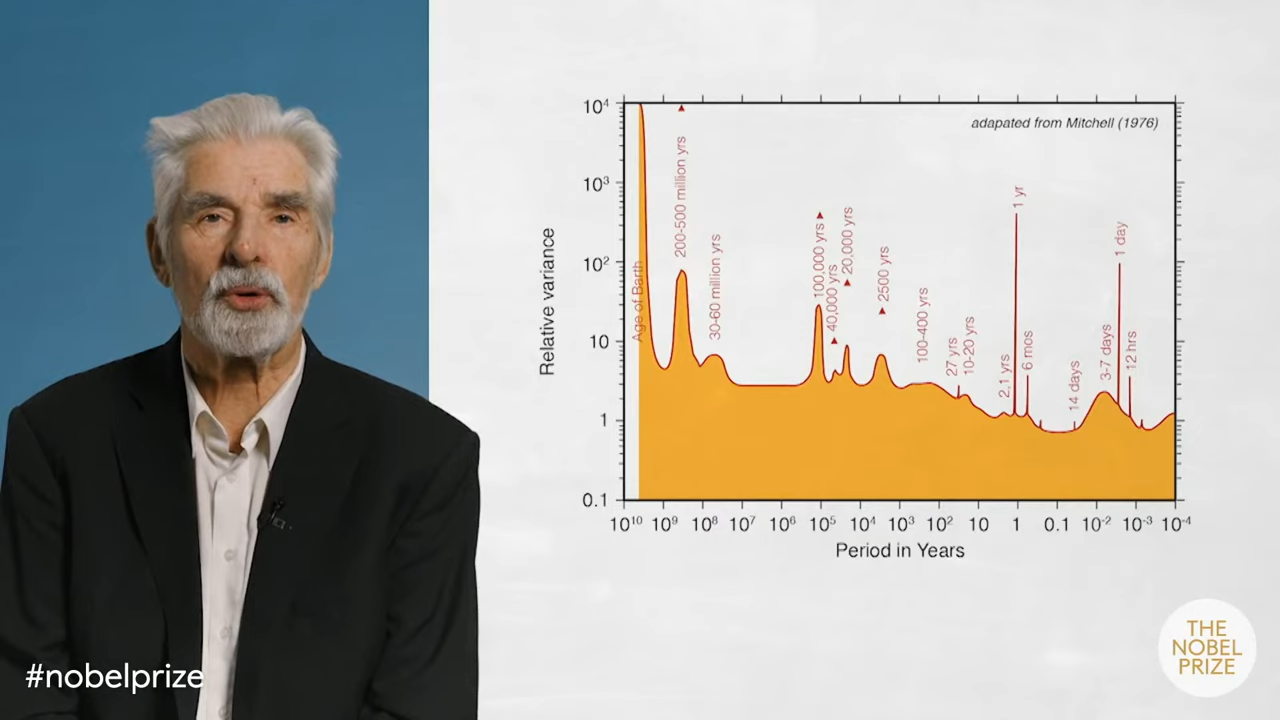 adapated from Mitchell (1976)
10⁴
10³
10²
10
1
0.1
Relative variance
Age of Earth
200-500 million yrs
30-60 million yrs
100,000 yrs
40,000 yrs
20,000 yrs
2500 yrs
100-400 yrs
27 yrs
10-20 yrs
2,1 yrs
1 yr
6 mos
14 days
3-7 days
1 day
12 hrs
10¹⁰ 10⁹ 10⁸ 10⁷ 10⁶ 10⁵ 10⁴ 10³ 10² 10 1 0.1 10⁻² 10⁻³ 10⁻⁴
Period in Years
#nobelprize
THE
NOBEL
PRIZE